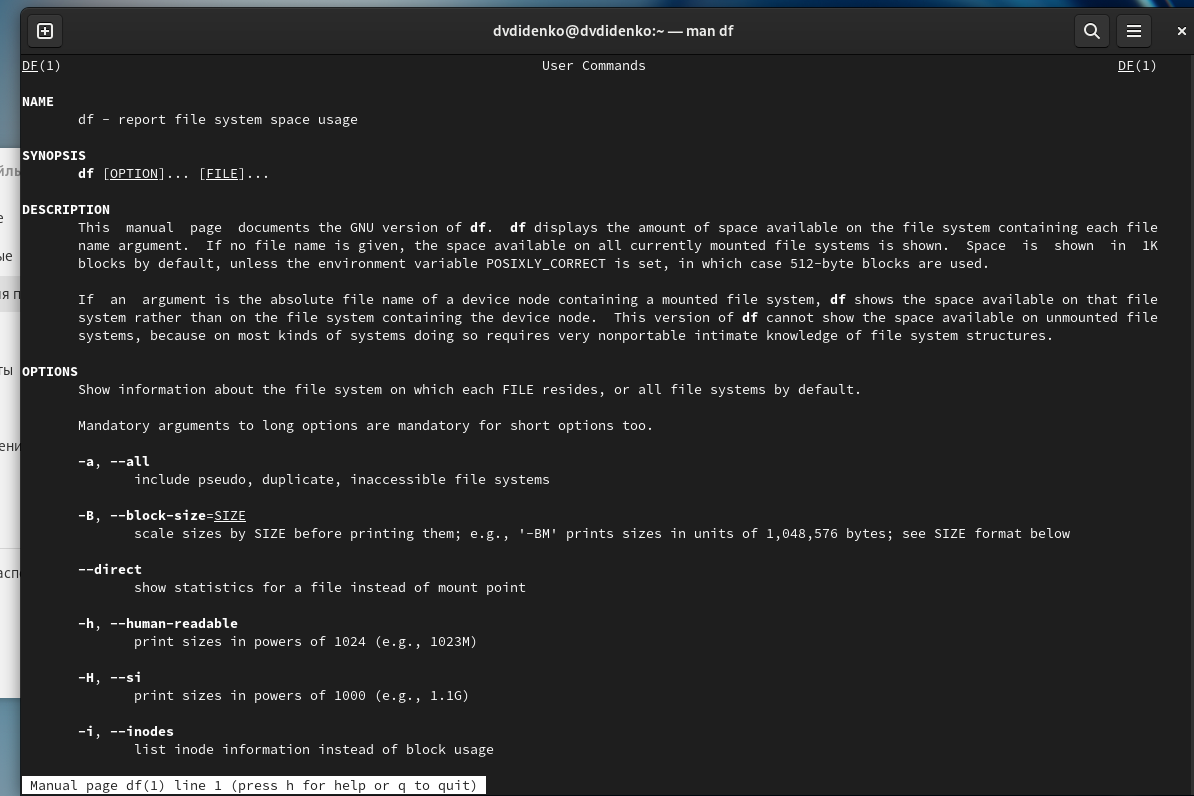 dvdidenko@dvdidenko:~ — man df
DF(1) User Commands DF(1)
NAME
df - report file system space usage
SYNOPSIS
df [OPTION]... [FILE]...
DESCRIPTION
This manual page documents the GNU version of df. df displays the amount of space available on the file system containing each file
name argument. If no file name is given, the space available on all currently mounted file systems is shown. Space is shown in 1K
blocks by default, unless the environment variable POSIXLY_CORRECT is set, in which case 512-byte blocks are used.
If an argument is the absolute file name of a device node containing a mounted file system, df shows the space available on that file
system rather than on the file system containing the device node. This version of df cannot show the space available on unmounted file
systems, because on most kinds of systems doing so requires very nonportable intimate knowledge of file system structures.
OPTIONS
Show information about the file system on which each FILE resides, or all file systems by default.
Mandatory arguments to long options are mandatory for short options too.
-a, --all
include pseudo, duplicate, inaccessible file systems
-B, --block-size=SIZE
scale sizes by SIZE before printing them; e.g., '-BM' prints sizes in units of 1,048,576 bytes; see SIZE format below
--direct
show statistics for a file instead of mount point
-h, --human-readable
print sizes in powers of 1024 (e.g., 1023M)
-H, --si
print sizes in powers of 1000 (e.g., 1.1G)
-i, --inodes
list inode information instead of block usage
Manual page df(1) line 1 (press h for help or q to quit)